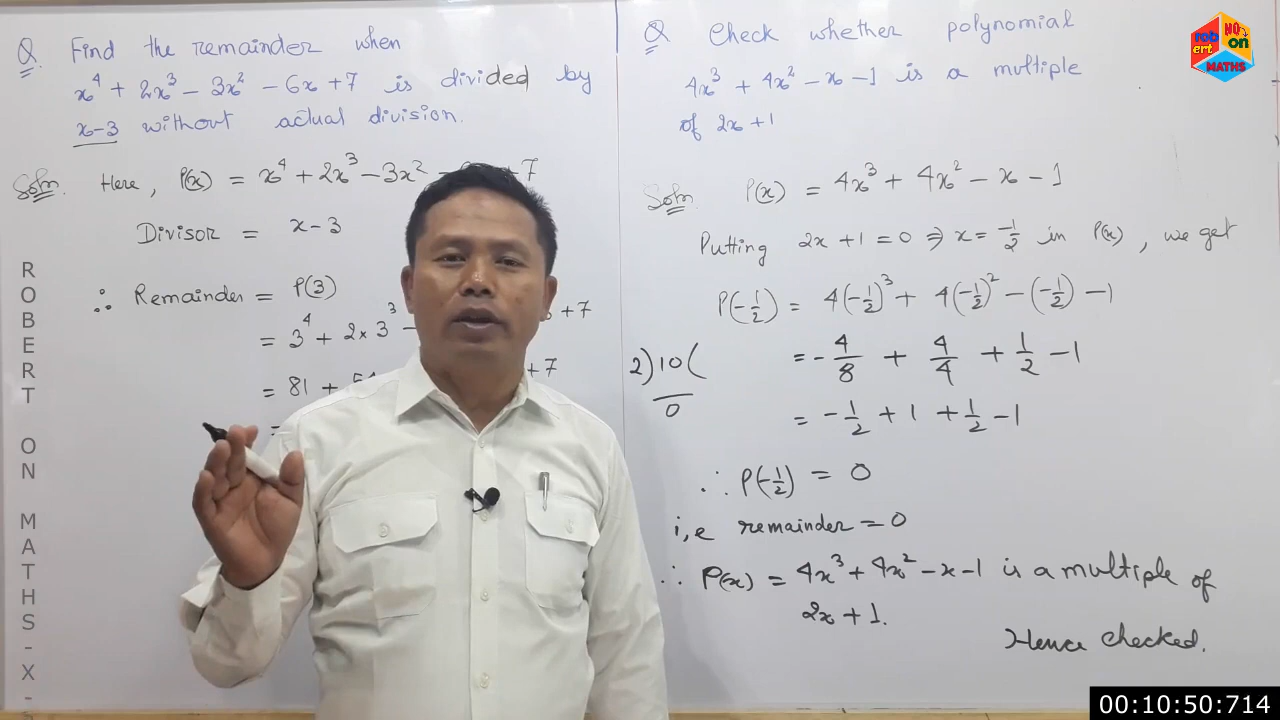 Q. Find the remainder when
x⁴ + 2x³ − 3x² − 6x + 7 is divided by
x−3 without actual division.
Soln. Here, P(x) = x⁴ + 2x³ − 3x² − +7
Divisor = x−3
∴ Remainder = P(3)
= 3⁴ + 2×3³ − +7
= 81 + +7
=
Q. Check whether polynomial
4x³ + 4x² − x − 1 is a multiple
of 2x + 1
Soln. P(x) = 4x³ + 4x² − x − 1
Putting 2x + 1 = 0 ⇒ x = −1/2 in P(x), we get
P(−1/2) = 4(−1/2)³ + 4(−1/2)² − (−1/2) − 1
2)10(
0
= −4/8 + 4/4 + 1/2 − 1
= −1/2 + 1 + 1/2 − 1
∴ P(−1/2) = 0
i,e remainder = 0
∴ P(x) = 4x³ + 4x² − x − 1 is a multiple of
2x + 1.
Hence checked.
ROBERT ON MATHS - X -
rob ert NO on MATHS
00:10:50:714